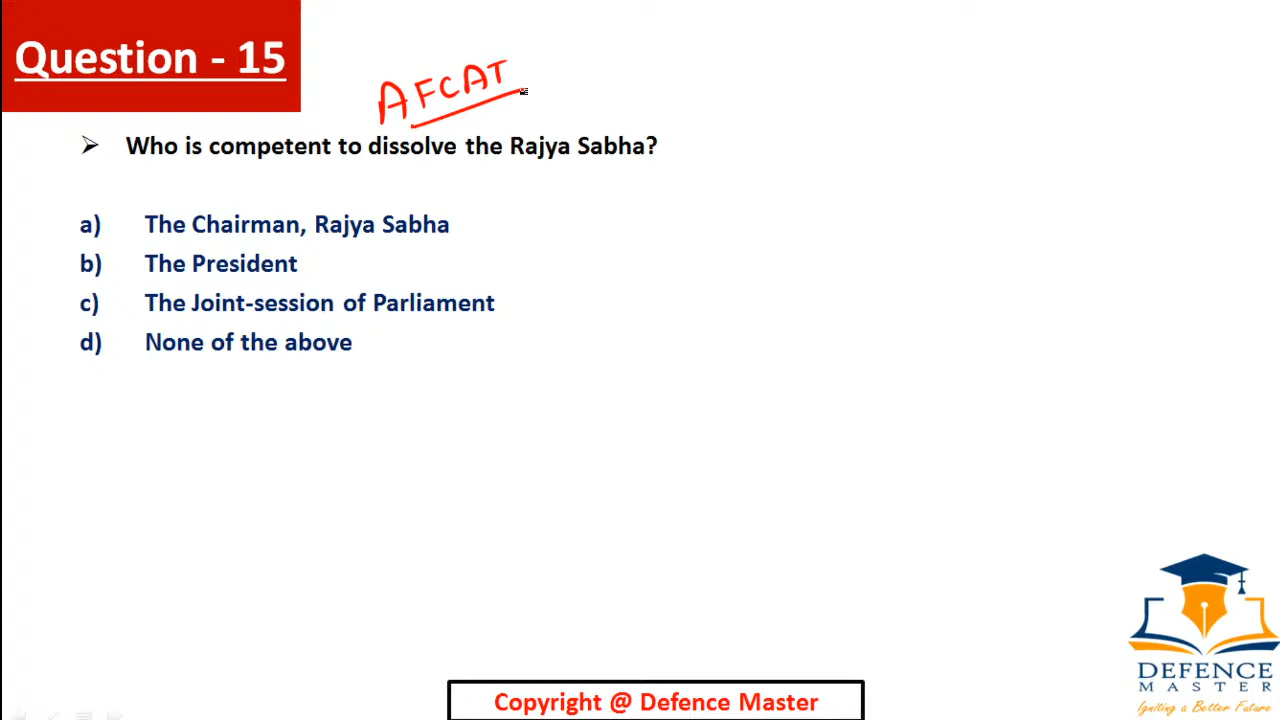 Question - 15
AFCAT
➢ Who is competent to dissolve the Rajya Sabha?
a) The Chairman, Rajya Sabha
b) The President
c) The Joint-session of Parliament
d) None of the above
DEFENCE
MASTER
Igniting a Better Future
Copyright @ Defence Master